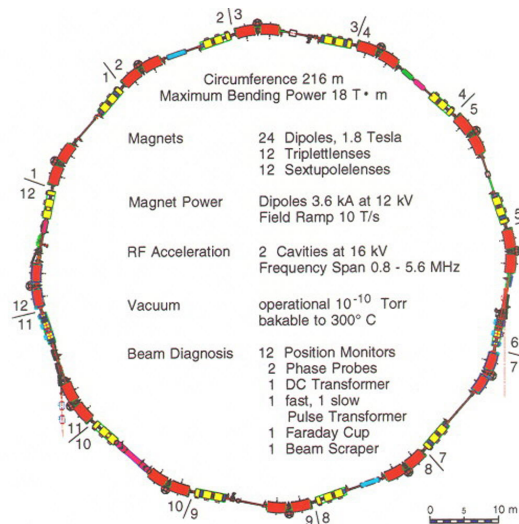 Circumference 216 m
Maximum Bending Power 18 T • m
Magnets 24 Dipoles, 1.8 Tesla
12 Triplettlenses
12 Sextupolelenses
Magnet Power Dipoles 3.6 kA at 12 kV
Field Ramp 10 T/s
RF Acceleration 2 Cavities at 16 kV
Frequency Span 0.8 - 5.6 MHz
Vacuum operational 10⁻¹⁰ Torr
bakable to 300° C
Beam Diagnosis 12 Position Monitors
2 Phase Probes
1 DC Transformer
1 fast, 1 slow
Pulse Transformer
1 Faraday Cup
1 Beam Scraper
1/2
2/3
3/4
4/5
6/7
7/8
8/9
9/10
10/11
11/12
12/1
0 5 10 m